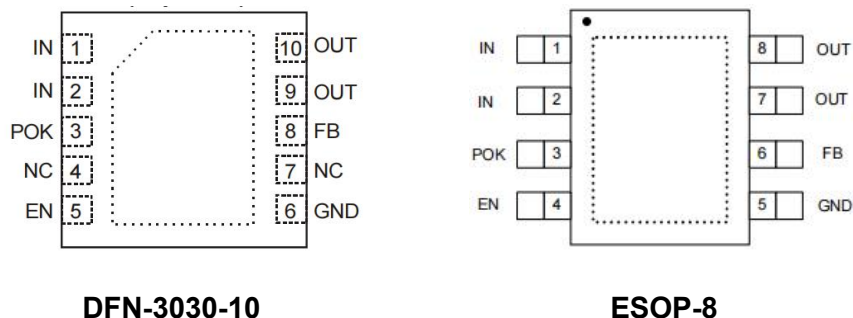 IN 1 10 OUT
IN 2 9 OUT
POK 3 8 FB
NC 4 7 NC
EN 5 6 GND
DFN-3030-10
IN 1 8 OUT
IN 2 7 OUT
POK 3 6 FB
EN 4 5 GND
ESOP-8